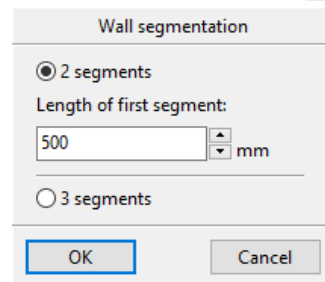 Wall segmentation
2 segments
Length of first segment:
500 mm
3 segments
OK Cancel